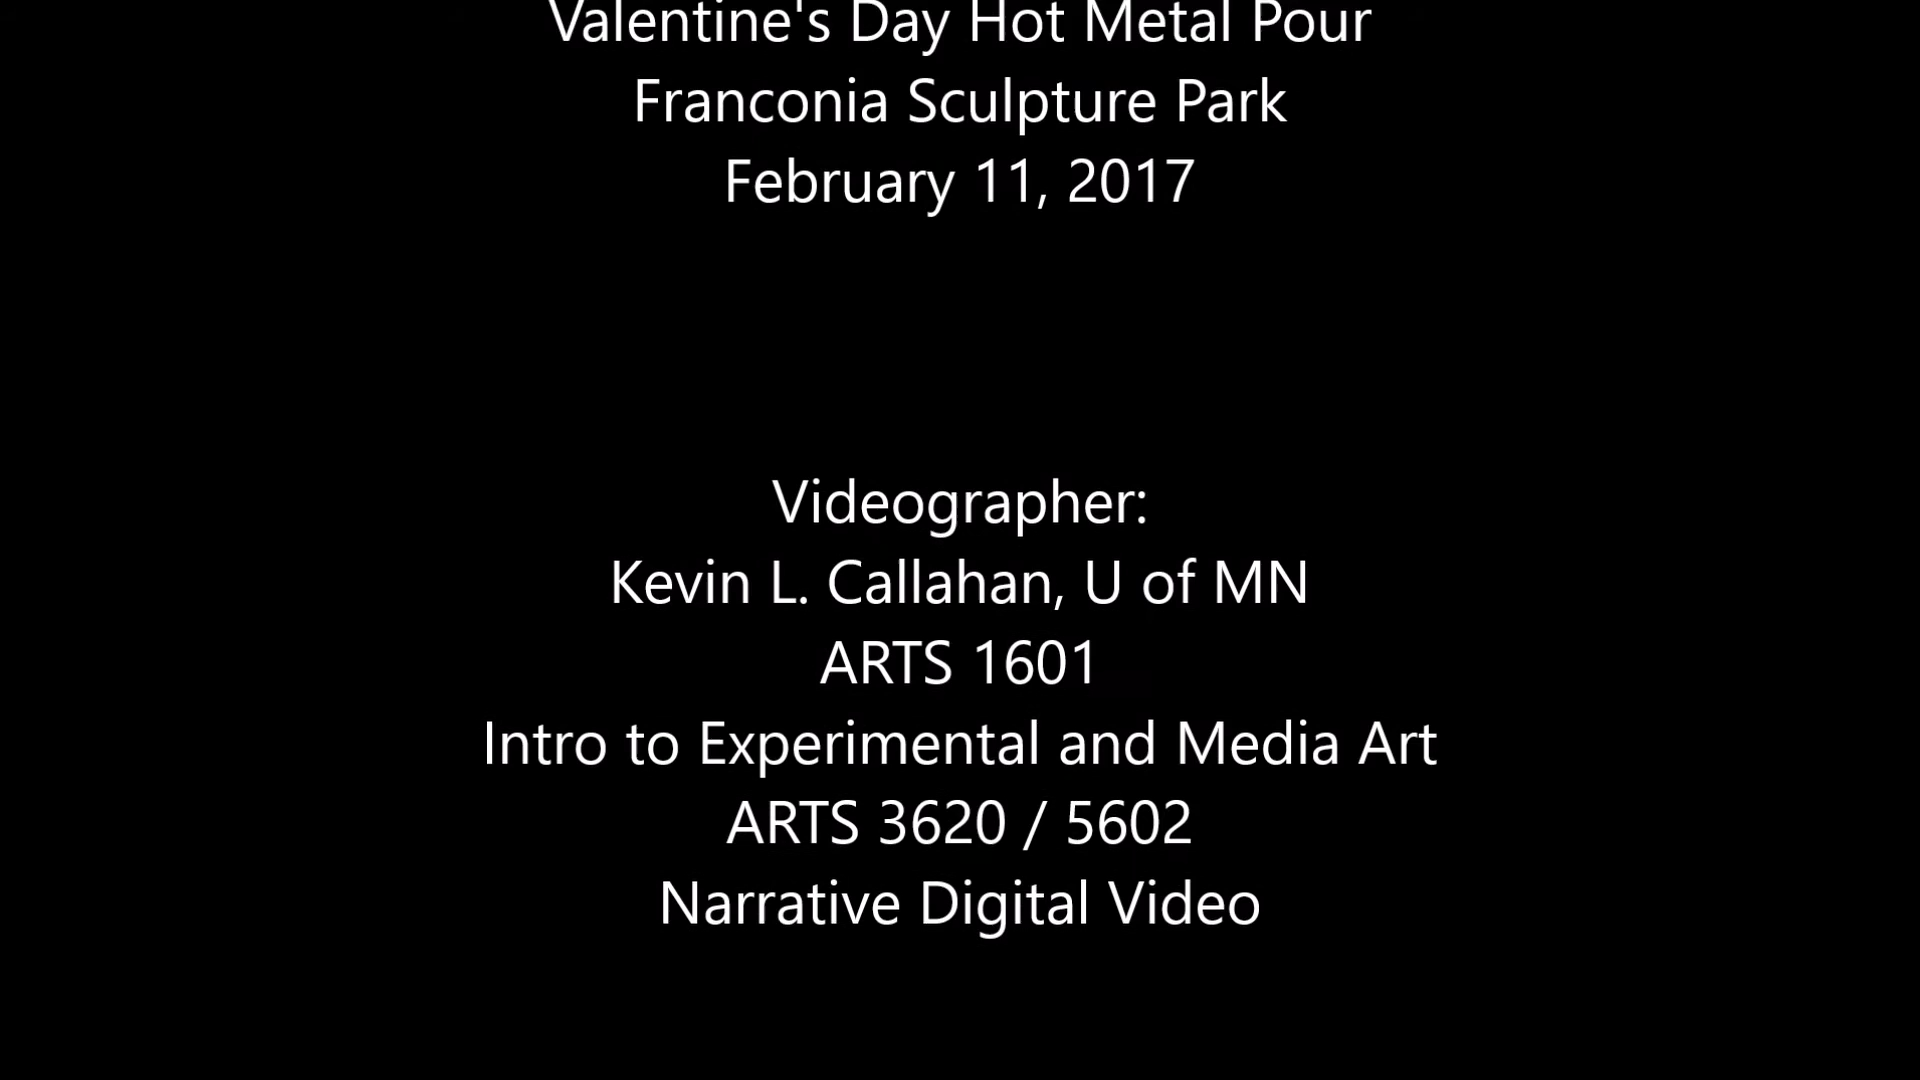 Valentine's Day Hot Metal Pour
Franconia Sculpture Park
February 11, 2017
Videographer:
Kevin L. Callahan, U of MN
ARTS 1601
Intro to Experimental and Media Art
ARTS 3620 / 5602
Narrative Digital Video